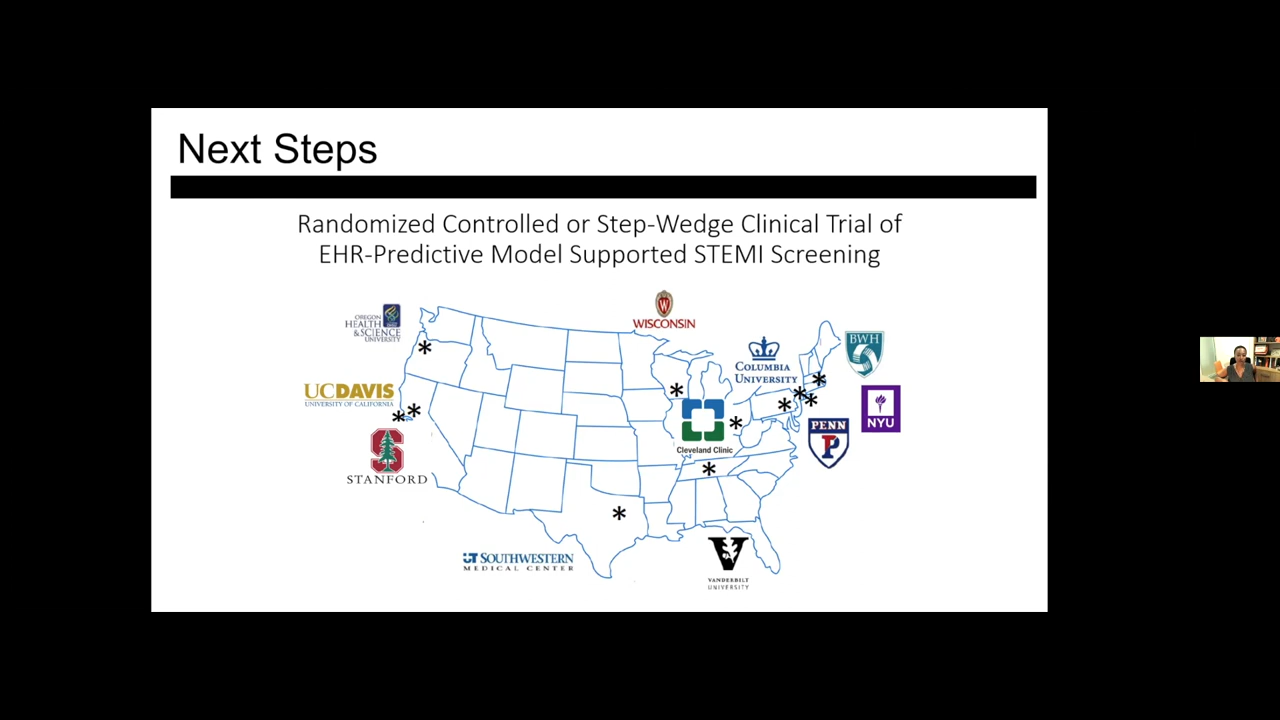 Next Steps
Randomized Controlled or Step-Wedge Clinical Trial of
EHR-Predictive Model Supported STEMI Screening
OREGON
HEALTH
& SCIENCE
UNIVERSITY
WISCONSIN
COLUMBIA
UNIVERSITY
BWH
UCDAVIS
UNIVERSITY OF CALIFORNIA
NYU
PENN
P
Cleveland Clinic
S
STANFORD
UT SOUTHWESTERN
MEDICAL CENTER
V
VANDERBILT
UNIVERSITY
* * * * * * * * * * *